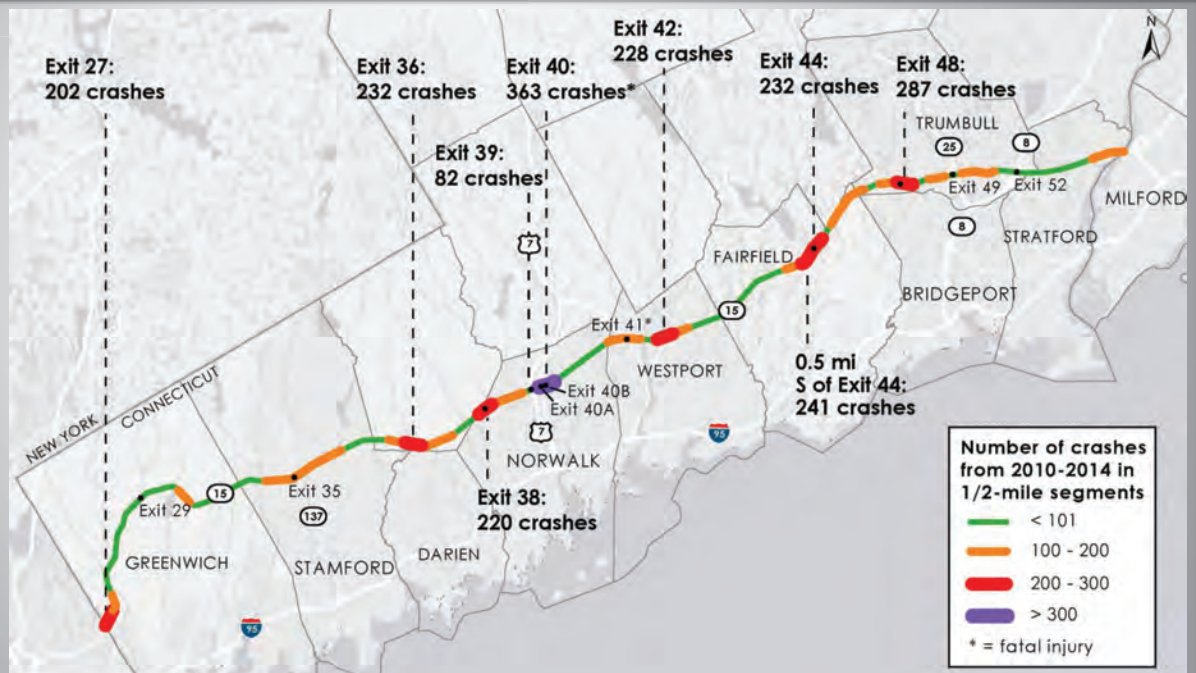 Exit 27:
202 crashes
Exit 36:
232 crashes
Exit 40:
363 crashes*
Exit 42:
228 crashes
Exit 44:
232 crashes
Exit 48:
287 crashes
N
Exit 39:
82 crashes
TRUMBULL
25
8
Exit 49
Exit 52
MILFORD
7
8
STRATFORD
FAIRFIELD
BRIDGEPORT
15
Exit 41*
WESTPORT
0.5 mi
S of Exit 44:
241 crashes
NEW YORK
CONNECTICUT
Exit 40B
Exit 40A
7
95
NORWALK
Exit 38:
220 crashes
Exit 29
15
Exit 35
137
GREENWICH
STAMFORD
DARIEN
95
Number of crashes
from 2010-2014 in
1/2-mile segments
< 101
100 - 200
200 - 300
> 300
* = fatal injury